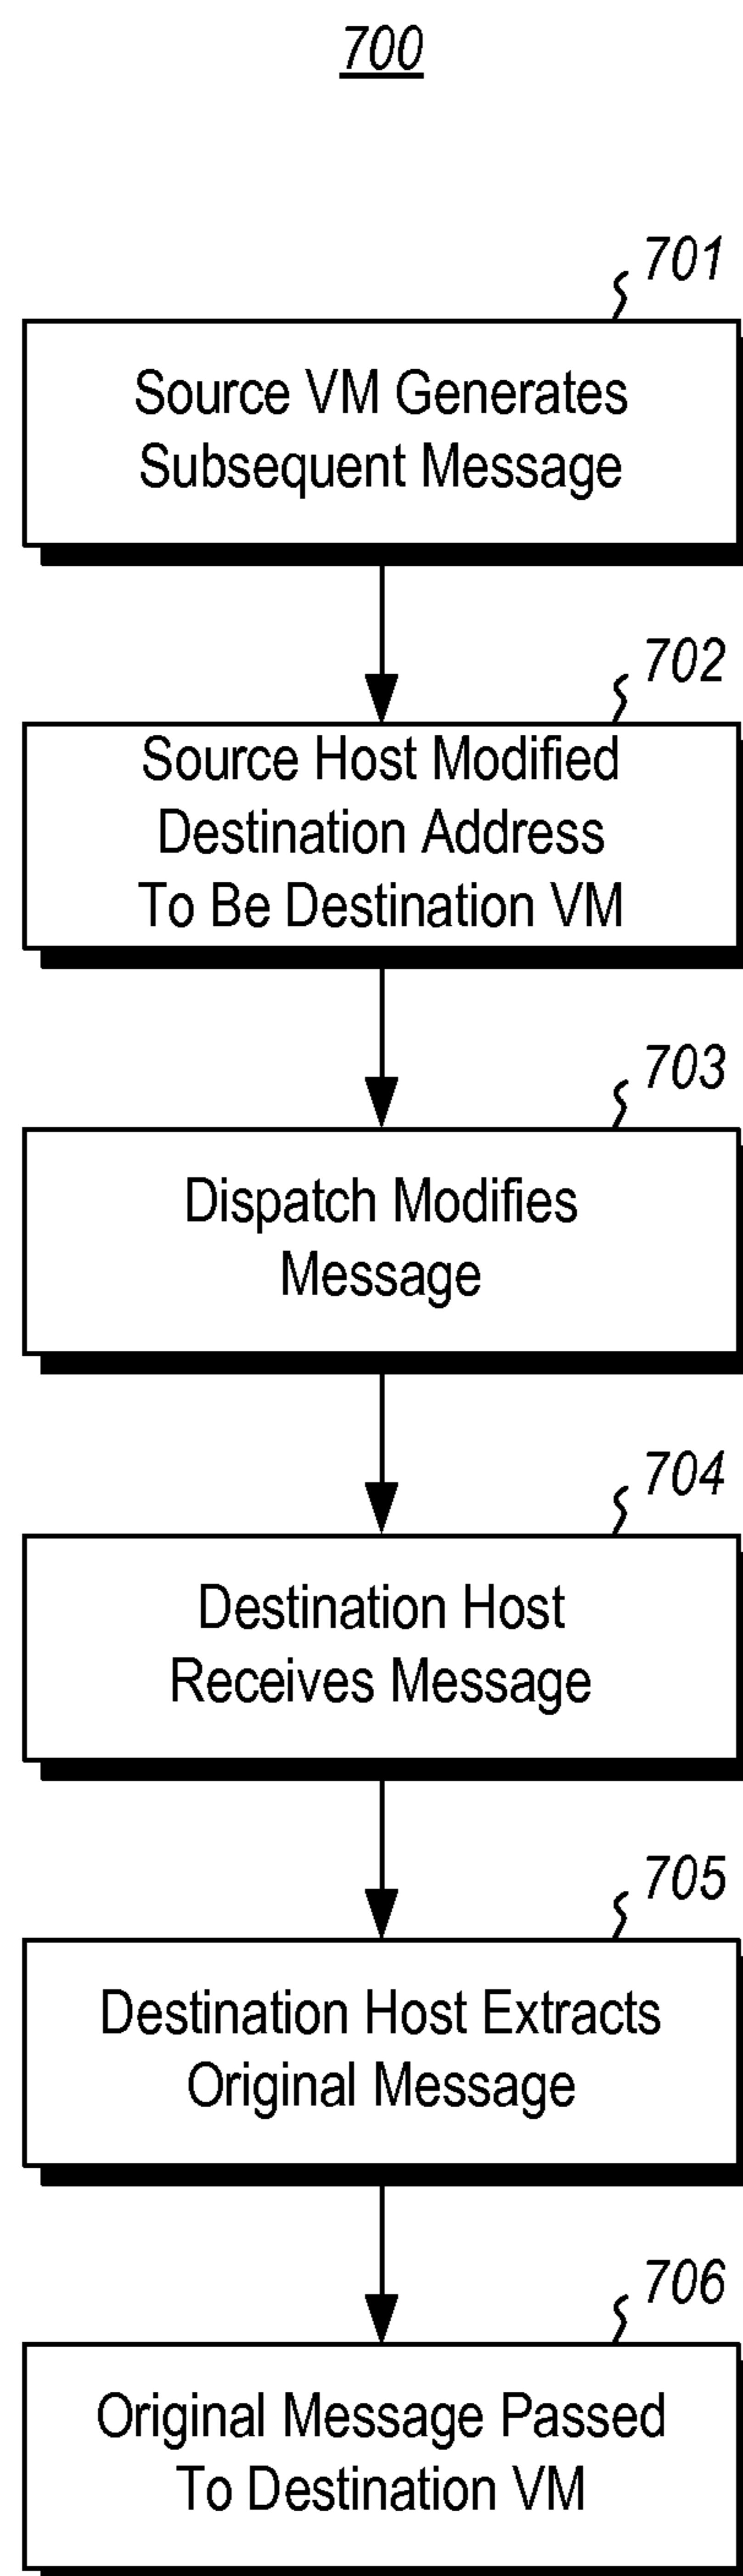 700
701
Source VM Generates
Subsequent Message
702
Source Host Modified
Destination Address
To Be Destination VM
703
Dispatch Modifies
Message
704
Destination Host
Receives Message
705
Destination Host Extracts
Original Message
706
Original Message Passed
To Destination VM